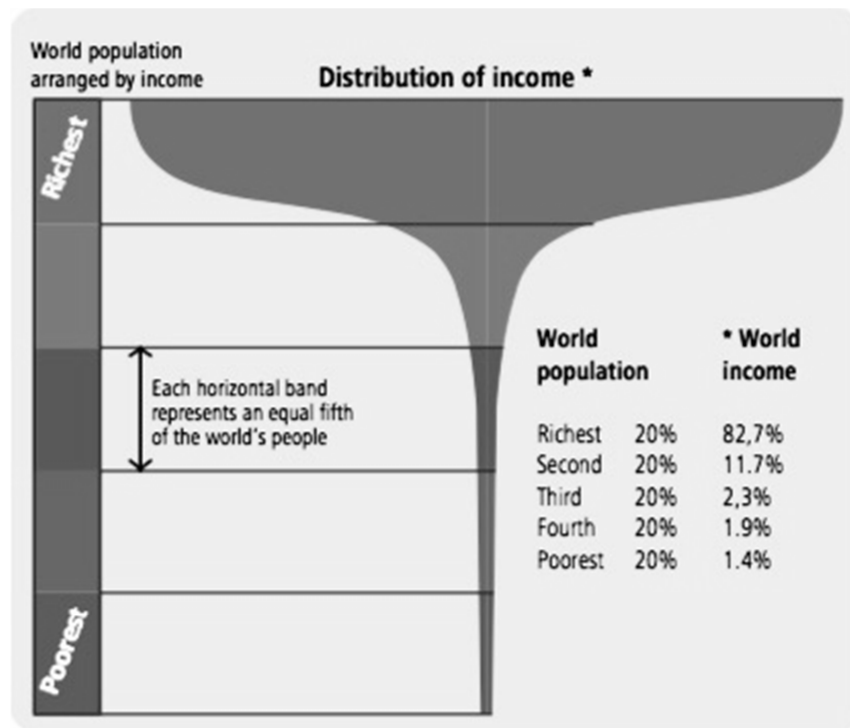 World population
arranged by income
Distribution of income *
Richest
Each horizontal band
represents an equal fifth
of the world's people
World
population
* World
income
Richest 20% 82,7%
Second 20% 11.7%
Third 20% 2,3%
Fourth 20% 1.9%
Poorest 20% 1.4%
Poorest